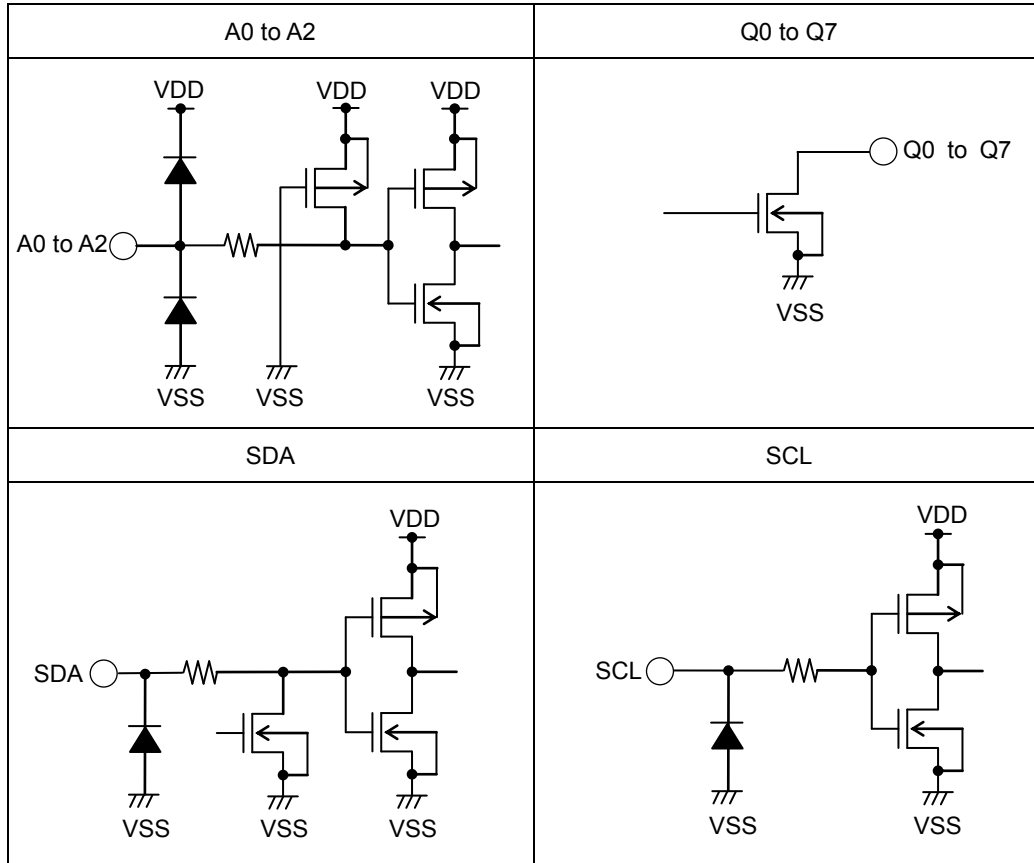 A0 to A2
Q0 to Q7
VDD VDD VDD
Q0 to Q7
A0 to A2
VSS
VSS VSS VSS
SDA
SCL
VDD
VDD
SDA
SCL
VSS VSS VSS
VSS VSS